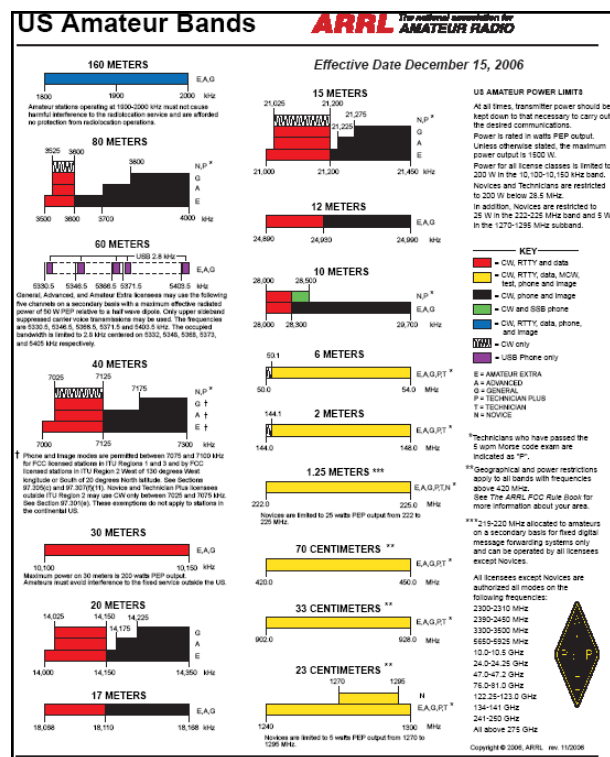 US Amateur Bands
ARRL The national association for
AMATEUR RADIO
Effective Date December 15, 2006
160 METERS
E,A,G
1800 1900 2000 kHz
Amateur stations operating at 1900-2000 kHz must not cause
harmful interference to the radiolocation service and are afforded
no protection from radiolocation operations.
80 METERS
3525 3600
3800
N,P *
G
A
E
3500 3600 3700 4000 kHz
60 METERS
USB 2.8 kHz
E,A,G
5330.5 5346.5 5366.5 5371.5 5403.5 kHz
General, Advanced, and Amateur Extra licensees may use the following
five channels on a secondary basis with a maximum effective radiated
power of 50 W PEP relative to a half wave dipole. Only upper sideband
suppressed carrier voice transmissions may be used. The frequencies
are 5330.5, 5346.5, 5366.5, 5371.5 and 5403.5 kHz. The occupied
bandwidth is limited to 2.8 kHz centered on 5332, 5348, 5368, 5373,
and 5405 kHz respectively.
40 METERS
7025 7125
7175
N,P *
G †
A †
E †
7000 7125 7300 kHz
† Phone and Image modes are permitted between 7075 and 7100 kHz
for FCC licensed stations in ITU Regions 1 and 3 and by FCC
licensed stations in ITU Region 2 West of 130 degrees West
longitude or South of 20 degrees North latitude. See Sections
97.305(c) and 97.307(f)(11). Novice and Technician Plus licensees
outside ITU Region 2 may use CW only between 7025 and 7075 kHz.
See Section 97.301(e). These exemptions do not apply to stations in
the continental US.
30 METERS
E,A,G
10,100 10,150 kHz
Maximum power on 30 meters is 200 watts PEP output.
Amateurs must avoid interference to the fixed service outside the US.
20 METERS
14,025 14,150 14,225
14,175
G
A
E
14,000 14,150 14,350 kHz
17 METERS
E,A,G
18,068 18,110 18,168 kHz
15 METERS
21,025 21,200
21,275
21,225
N,P *
G
A
E
21,000 21,200 21,450 kHz
12 METERS
E,A,G
24,890 24,930 24,990 kHz
10 METERS
28,000 28,500
N,P *
E,A,G
28,000 28,300 29,700 kHz
6 METERS
50.1
E,A,G,P,T *
50.0 54.0 MHz
2 METERS
144.1
E,A,G,P,T *
144.0 148.0 MHz
1.25 METERS ***
E,A,G,P,T,N *
222.0 225.0 MHz
Novices are limited to 25 watts PEP output from 222 to
225 MHz.
70 CENTIMETERS **
E,A,G,P,T *
420.0 450.0 MHz
33 CENTIMETERS **
E,A,G,P,T *
902.0 928.0 MHz
23 CENTIMETERS **
1270 1295
N
E,A,G,P,T *
1240 1300 MHz
Novices are limited to 5 watts PEP output from 1270 to
1295 MHz.
US AMATEUR POWER LIMITS
At all times, transmitter power should be
kept down to that necessary to carry out
the desired communications.
Power is rated in watts PEP output.
Unless otherwise stated, the maximum
power output is 1500 W.
Power for all license classes is limited to
200 W in the 10,100-10,150 kHz band.
Novices and Technicians are restricted
to 200 W below 28.5 MHz.
In addition, Novices are restricted to
25 W in the 222-225 MHz band and 5 W
in the 1270-1295 MHz subband.
KEY
= CW, RTTY and data
= CW, RTTY, data, MCW,
test, phone and image
= CW, phone and image
= CW and SSB phone
= CW, RTTY, data, phone,
and image
= CW only
= USB Phone only
E = AMATEUR EXTRA
A = ADVANCED
G = GENERAL
P = TECHNICIAN PLUS
T = TECHNICIAN
N = NOVICE
*Technicians who have passed the
5 wpm Morse code exam are
indicated as "P".
**Geographical and power restrictions
apply to all bands with frequencies
above 420 MHz.
See The ARRL FCC Rule Book for
more information about your area.
***219-220 MHz allocated to amateurs
on a secondary basis for fixed digital
message forwarding systems only
and can be operated by all licensees
except Novices.
All licensees except Novices are
authorized all modes on the
following frequencies:
2300-2310 MHz
2390-2450 MHz
3300-3500 MHz
5650-5925 MHz
10.0-10.5 GHz
24.0-24.25 GHz
47.0-47.2 GHz
76.0-81.0 GHz
122.25-123.0 GHz
134-141 GHz
241-250 GHz
All above 275 GHz
Copyright © 2006, ARRL rev. 11/2006